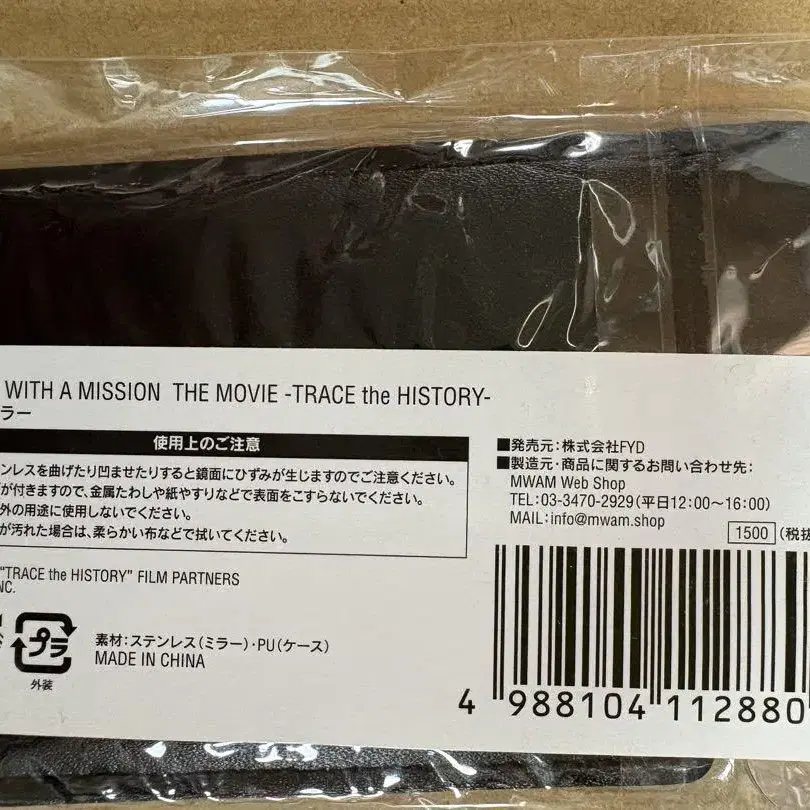 WITH A MISSION THE MOVIE -TRACE the HISTORY-
ラー
使用上のご注意
ンレスを曲げたり凹ませたりすると鏡面にひずみが生じますのでご注意ください。
が付きますので、金属たわしや紙やすりなどで表面をこすらないでください。
外の用途に使用しないでください。
が汚れた場合は、柔らかい布などで拭いてください。
"TRACE the HISTORY" FILM PARTNERS
NC.
プラ
外装
素材:ステンレス(ミラー)・PU(ケース)
MADE IN CHINA
■発売元:株式会社FYD
■製造元・商品に関するお問い合わせ先:
MWAM Web Shop
TEL:03-3470-2929(平日12:00〜16:00)
MAIL:info@mwam.shop
1500 (税抜
4 988104 112880